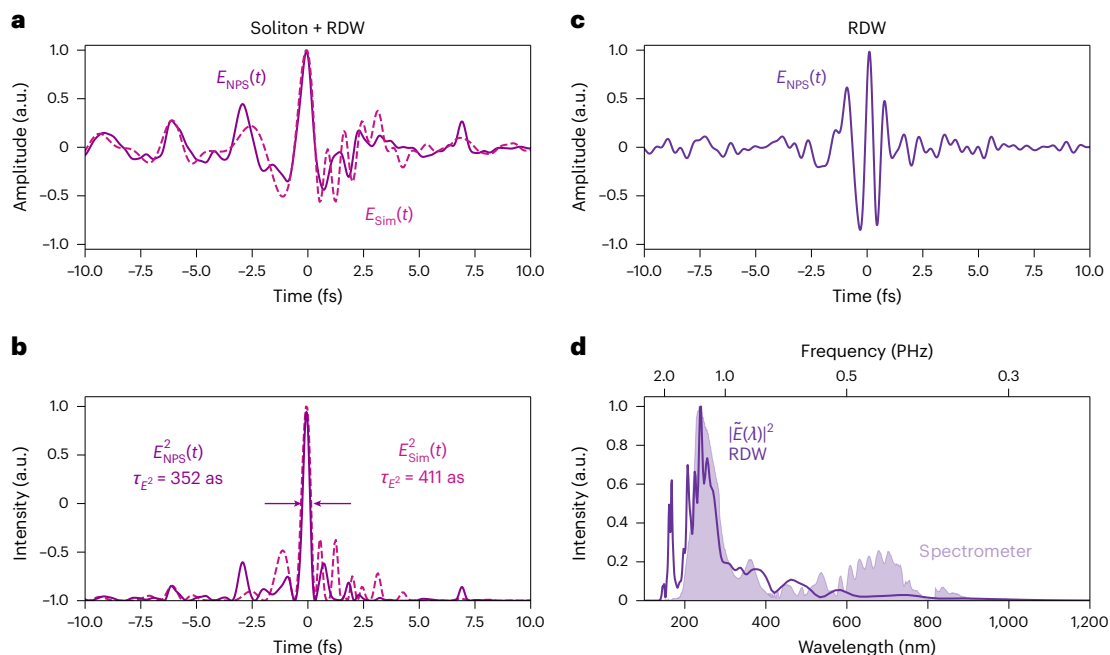 a
Soliton + RDW
Amplitude (a.u.)
1.0
0.5
0
−0.5
−1.0
E_NPS(t)
E_Sim(t)
−10.0 −7.5 −5.0 −2.5 0 2.5 5.0 7.5 10.0
Time (fs)
c
RDW
Amplitude (a.u.)
1.0
0.5
0
−0.5
−1.0
E_NPS(t)
−10.0 −7.5 −5.0 −2.5 0 2.5 5.0 7.5 10.0
Time (fs)
b
Intensity (a.u.)
1.0
0.5
0
−0.5
−1.0
E²_NPS(t)
τ_E² = 352 as
E²_Sim(t)
τ_E² = 411 as
−10.0 −7.5 −5.0 −2.5 0 2.5 5.0 7.5 10.0
Time (fs)
d
Frequency (PHz)
2.0 1.0 0.5 0.3
Intensity (a.u.)
1.0
0.8
0.6
0.4
0.2
0
|Ẽ(λ)|²
RDW
Spectrometer
200 400 600 800 1,000 1,200
Wavelength (nm)